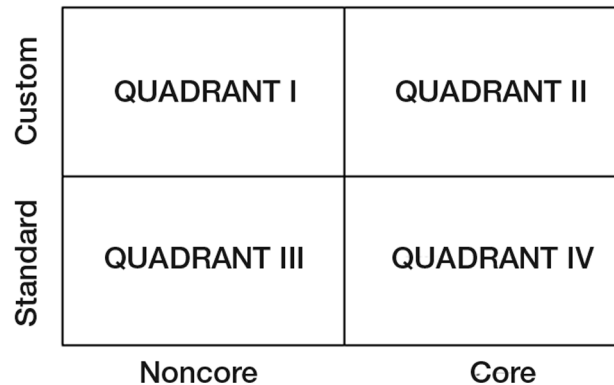 Custom
QUADRANT I
QUADRANT II
Standard
QUADRANT III
QUADRANT IV
Noncore
Core